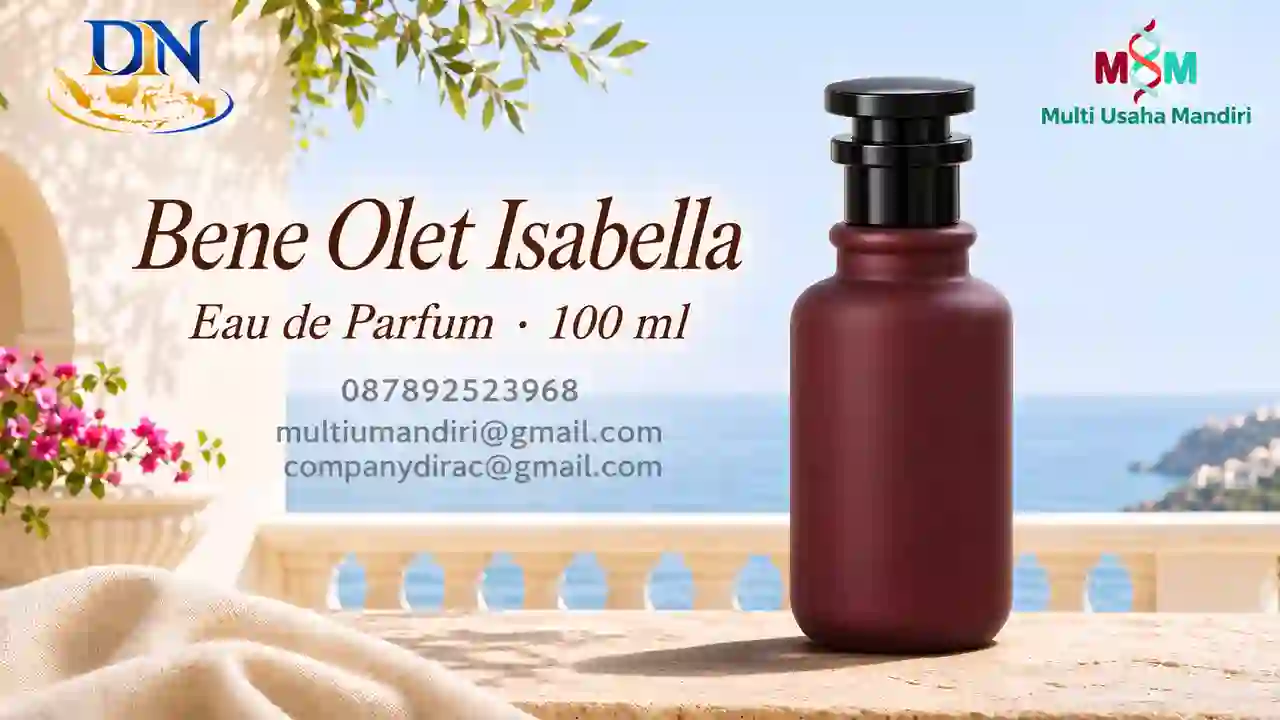 DN
MUM
Multi Usaha Mandiri
Bene Olet Isabella
Eau de Parfum · 100 ml
087892523968
multiumandiri@gmail.com
companydirac@gmail.com